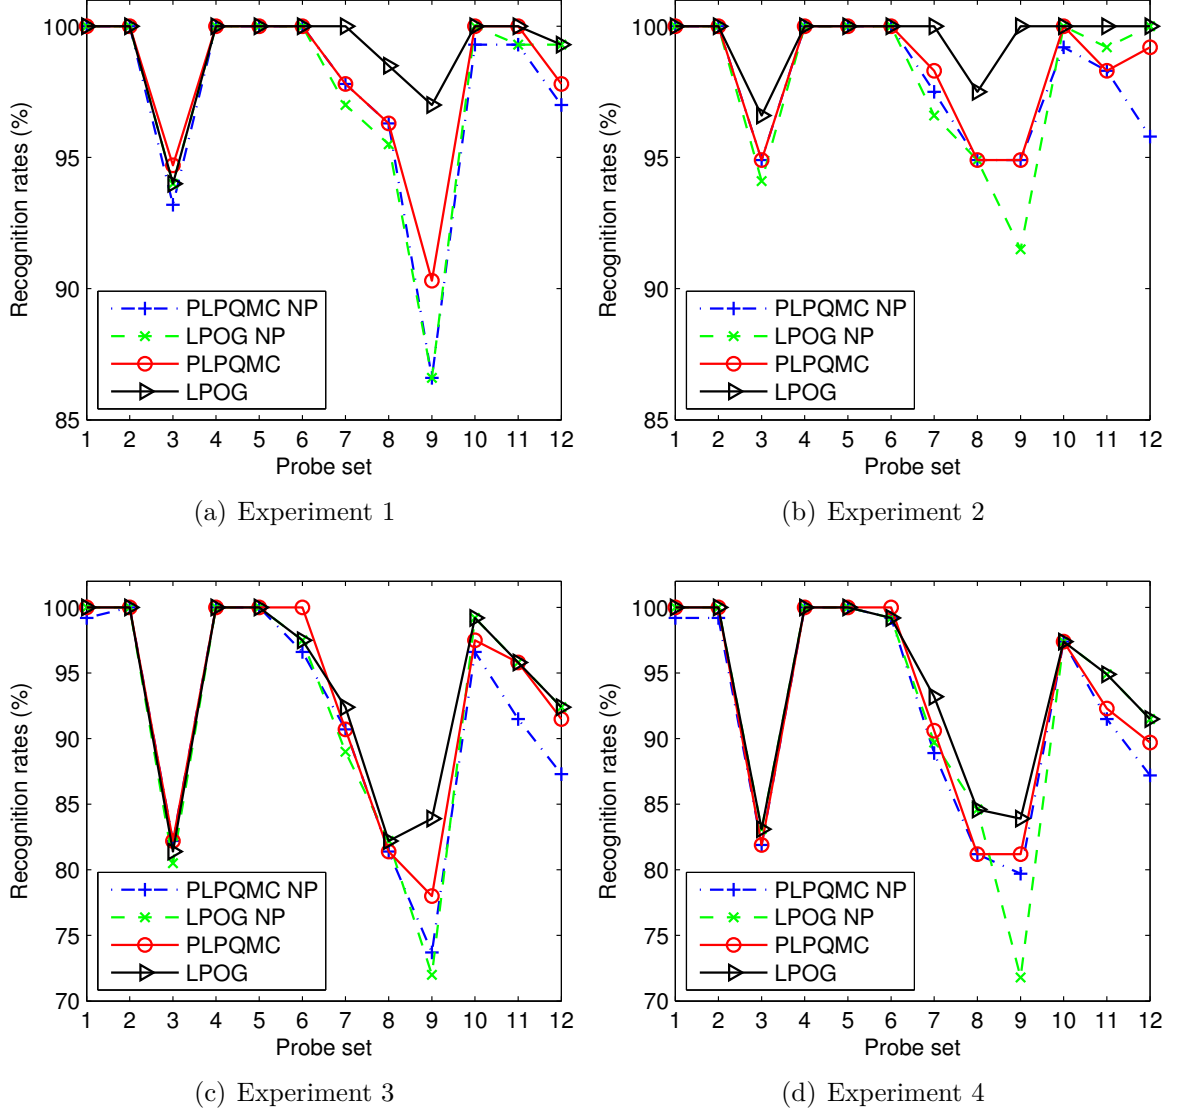 100
95
90
85
Recognition rates (%)
PLPQMC NP
LPOG NP
PLPQMC
LPOG
1 2 3 4 5 6 7 8 9 10 11 12
Probe set
(a) Experiment 1
100
95
90
85
Recognition rates (%)
PLPQMC NP
LPOG NP
PLPQMC
LPOG
1 2 3 4 5 6 7 8 9 10 11 12
Probe set
(b) Experiment 2
100
95
90
85
80
75
70
Recognition rates (%)
PLPQMC NP
LPOG NP
PLPQMC
LPOG
1 2 3 4 5 6 7 8 9 10 11 12
Probe set
(c) Experiment 3
100
95
90
85
80
75
70
Recognition rates (%)
PLPQMC NP
LPOG NP
PLPQMC
LPOG
1 2 3 4 5 6 7 8 9 10 11 12
Probe set
(d) Experiment 4